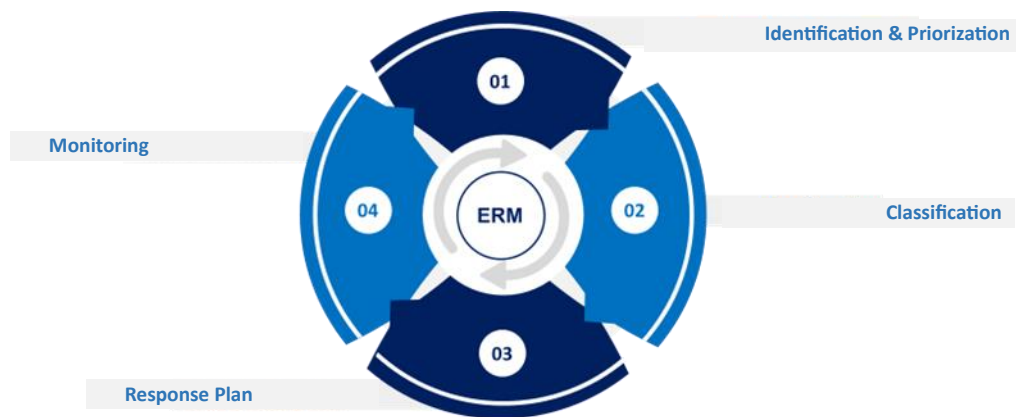 Identification & Priorization
01
Monitoring
04
ERM
02
Classification
03
Response Plan